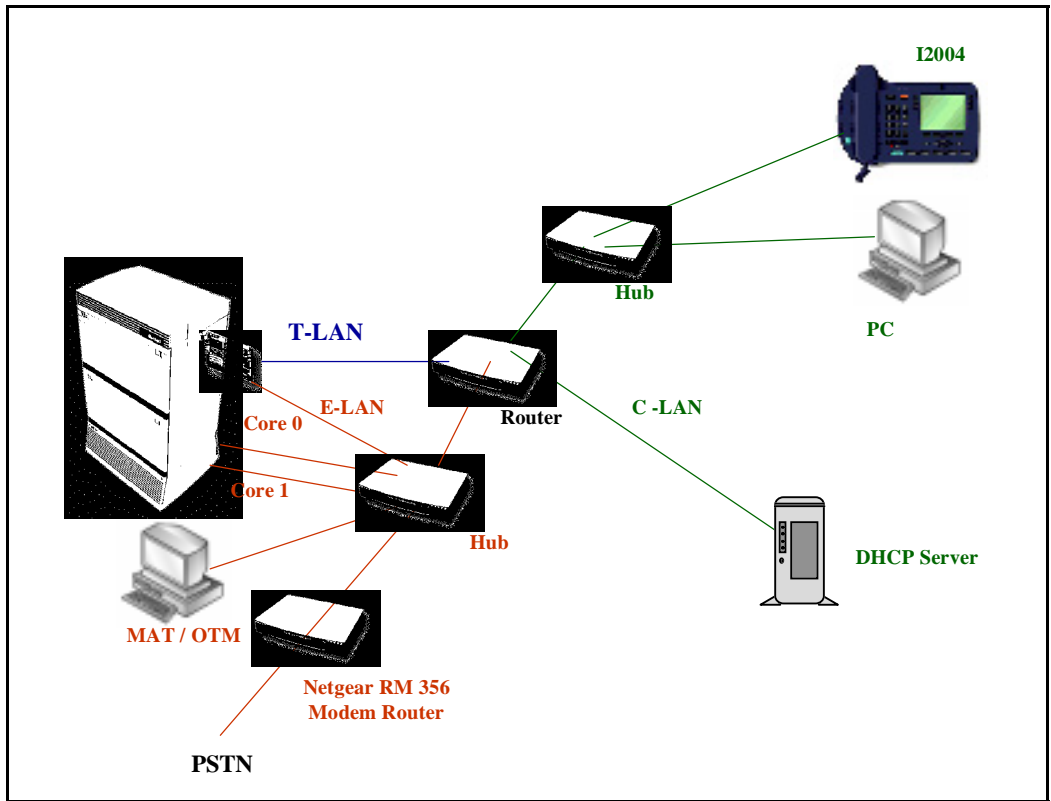 I2004
Hub
PC
T-LAN
E-LAN
C -LAN
Core 0
Router
Core 1
Hub
DHCP Server
MAT / OTM
Netgear RM 356
Modem Router
PSTN